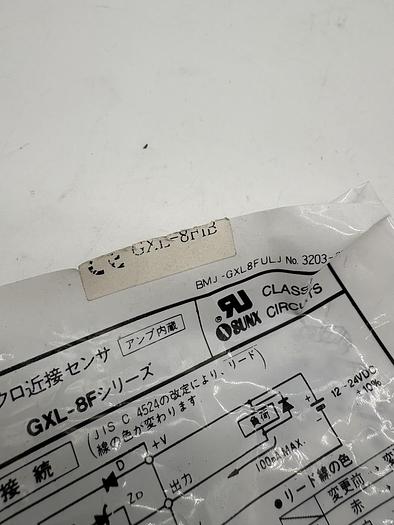 CE GXL-8FIB
BMJ-GXL8FULJ No. 3203-
クロ近接センサ アンプ内蔵
GXL-8Fシリーズ
SUNX
CLASS
CIRCUITS
(JIS C 4524の改定により、リード
線の色が変わります。)
接続
D
+V
ZD
出力
負荷
100mA MAX.
+
-
12-24VDC
±10%
●リード線の色
変更前
赤